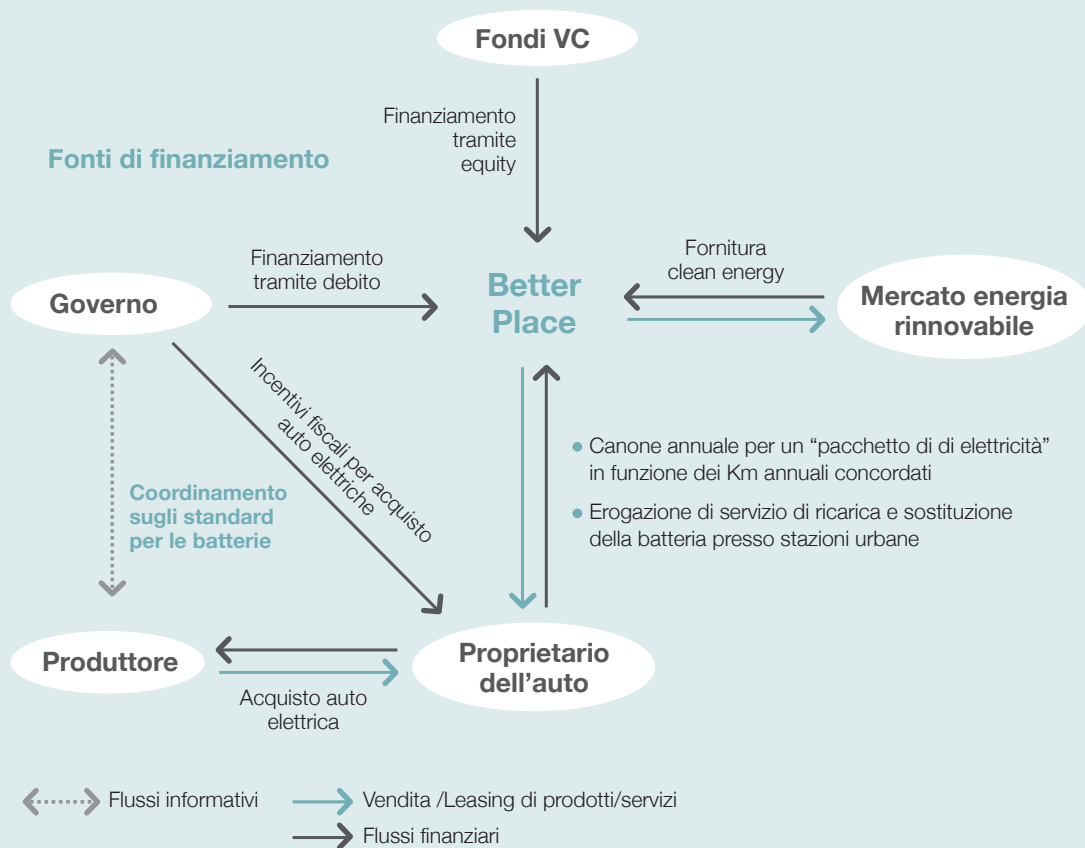 Fondi VC
Finanziamento
tramite
equity
Fonti di finanziamento
Finanziamento
tramite debito
Fornitura
clean energy
Governo
Better
Place
Mercato energia
rinnovabile
Incentivi fiscali per acquisto
auto elettriche
Coordinamento
sugli standard
per le batterie
• Canone annuale per un “pacchetto di di elettricità”
in funzione dei Km annuali concordati
• Erogazione di servizio di ricarica e sostituzione
della batteria presso stazioni urbane
Produttore
Proprietario
dell’auto
Acquisto auto
elettrica
Flussi informativi
Vendita /Leasing di prodotti/servizi
Flussi finanziari